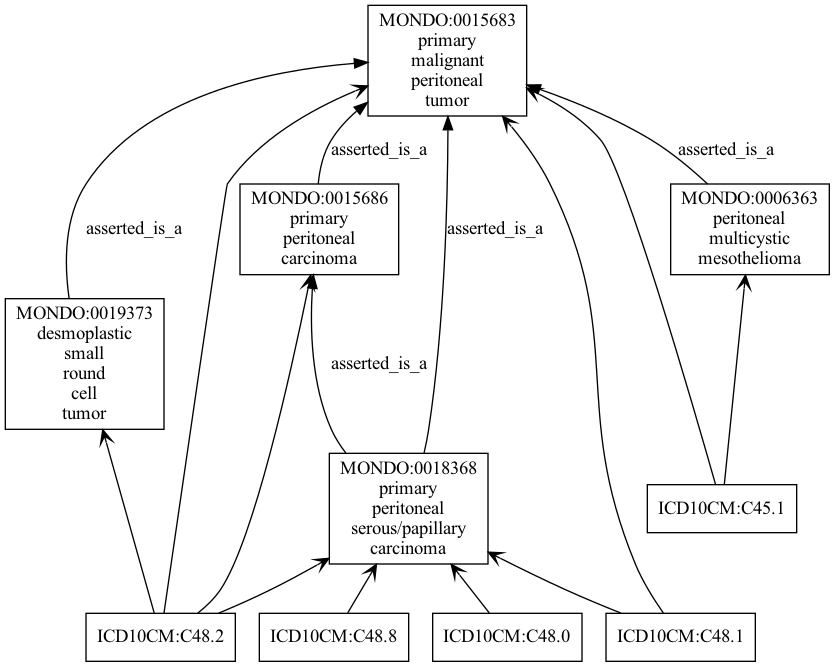 MONDO:0015683
primary
malignant
peritoneal
tumor
asserted_is_a
asserted_is_a
MONDO:0015686
primary
peritoneal
carcinoma
MONDO:0006363
peritoneal
multicystic
mesothelioma
asserted_is_a
asserted_is_a
MONDO:0019373
desmoplastic
small
round
cell
tumor
asserted_is_a
MONDO:0018368
primary
peritoneal
serous/papillary
carcinoma
ICD10CM:C45.1
ICD10CM:C48.2
ICD10CM:C48.8
ICD10CM:C48.0
ICD10CM:C48.1